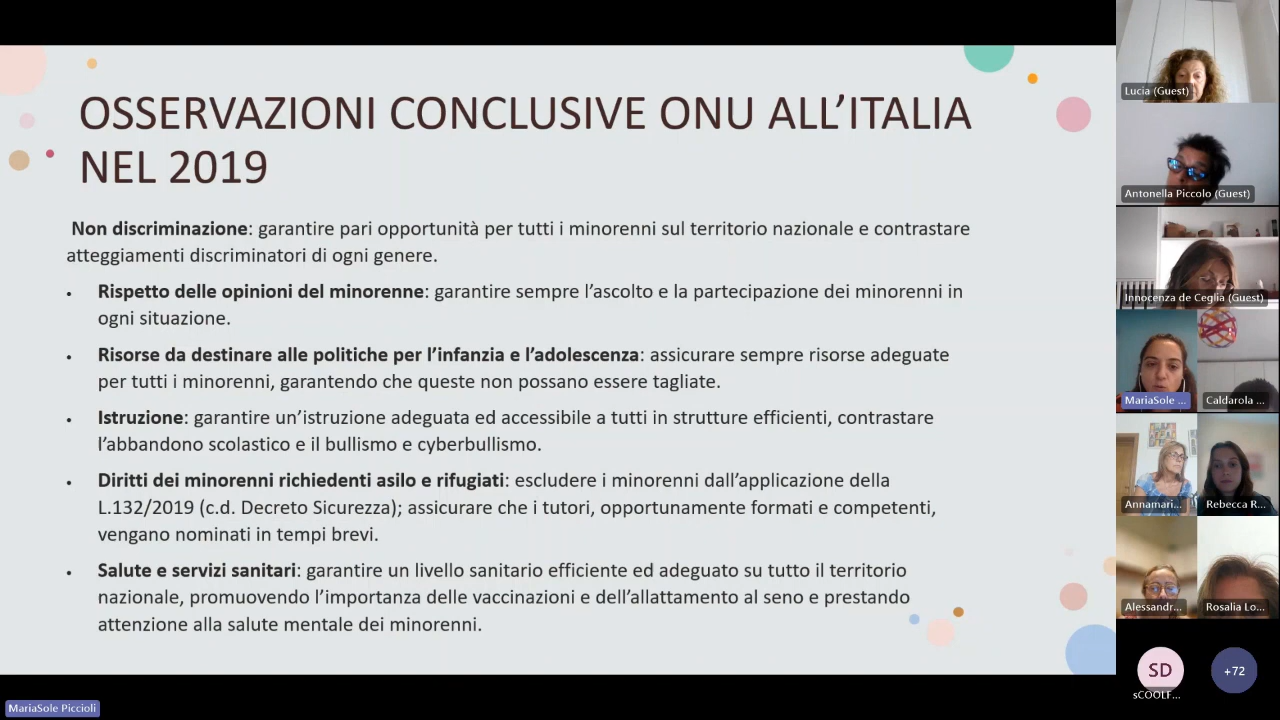 OSSERVAZIONI CONCLUSIVE ONU ALL'ITALIA
NEL 2019
Non discriminazione: garantire pari opportunità per tutti i minorenni sul territorio nazionale e contrastare
atteggiamenti discriminatori di ogni genere.
• Rispetto delle opinioni del minorenne: garantire sempre l'ascolto e la partecipazione dei minorenni in
ogni situazione.
• Risorse da destinare alle politiche per l'infanzia e l'adolescenza: assicurare sempre risorse adeguate
per tutti i minorenni, garantendo che queste non possano essere tagliate.
• Istruzione: garantire un'istruzione adeguata ed accessibile a tutti in strutture efficienti, contrastare
l'abbandono scolastico e il bullismo e cyberbullismo.
• Diritti dei minorenni richiedenti asilo e rifugiati: escludere i minorenni dall'applicazione della
L.132/2019 (c.d. Decreto Sicurezza); assicurare che i tutori, opportunamente formati e competenti,
vengano nominati in tempi brevi.
• Salute e servizi sanitari: garantire un livello sanitario efficiente ed adeguato su tutto il territorio
nazionale, promuovendo l'importanza delle vaccinazioni e dell'allattamento al seno e prestando
attenzione alla salute mentale dei minorenni.
MariaSole Piccioli
Lucia (Guest)
Antonella Piccolo (Guest)
Innocenza de Ceglia (Guest)
MariaSole ...
Caldarola ...
Annamari...
Rebecca R...
Alessandr...
Rosalia Lo...
SD
sCOOLF...
+72